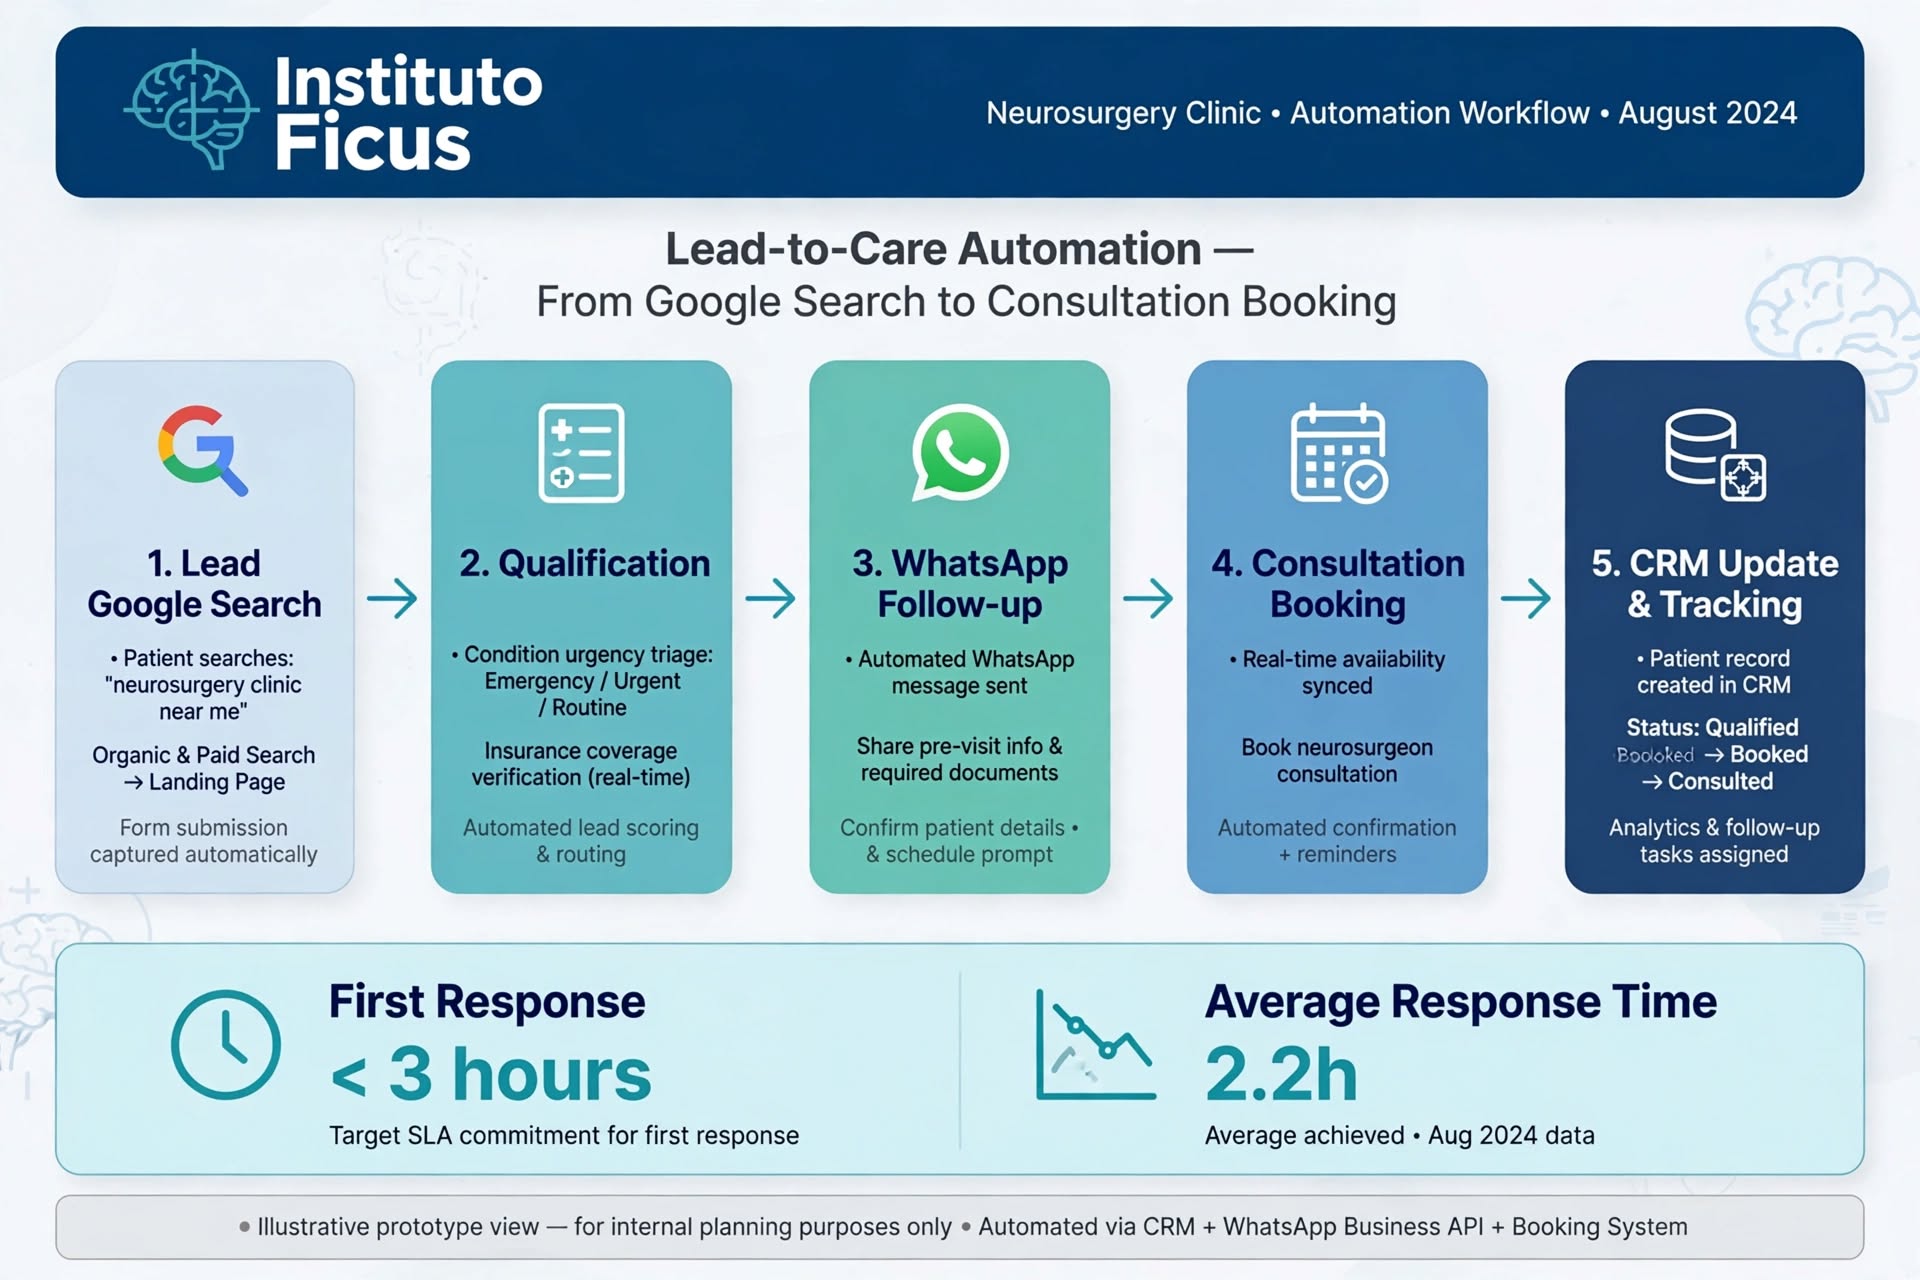 Instituto
Ficus
Neurosurgery Clinic • Automation Workflow • August 2024
Lead-to-Care Automation —
From Google Search to Consultation Booking
1. Lead
Google Search
• Patient searches:
"neurosurgery clinic
near me"
Organic & Paid Search
→ Landing Page
Form submission
captured automatically
2. Qualification
• Condition urgency triage:
Emergency / Urgent
/ Routine
Insurance coverage
verification (real-time)
Automated lead scoring
& routing
3. WhatsApp
Follow-up
• Automated WhatsApp
message sent
Share pre-visit info &
required documents
Confirm patient details •
& schedule prompt
4. Consultation
Booking
• Real-time avaiiability
synced
Book neurosurgeon
consultation
Automated confirmation
+ reminders
5. CRM Update
& Tracking
• Patient record
created in CRM
Status: Qualified
→ Booked
→ Consulted
Analytics & follow-up
tasks assigned
First Response
< 3 hours
Target SLA commitment for first response
Average Response Time
2.2h
Average achieved • Aug 2024 data
• Illustrative prototype view — for internal planning purposes only • Automated via CRM + WhatsApp Business API + Booking System